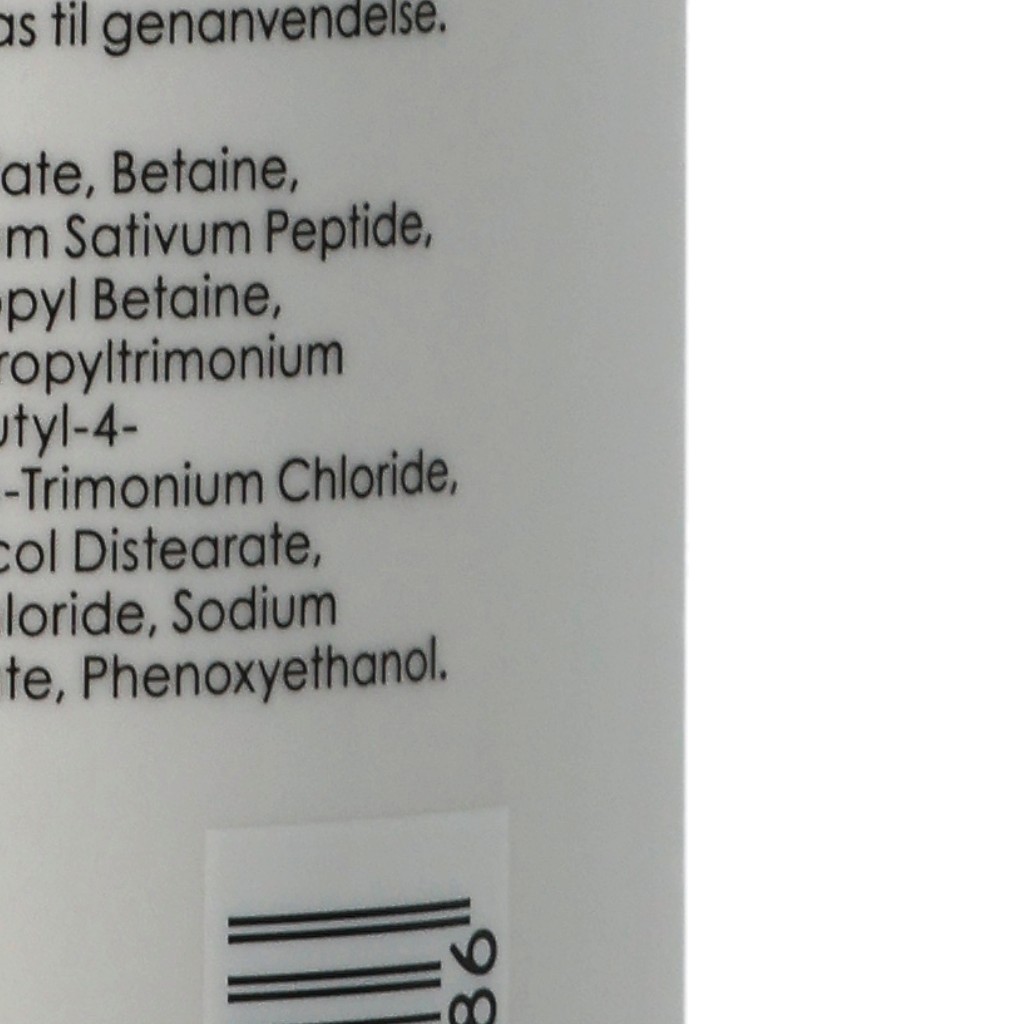 as til genanvendelse.
ate, Betaine,
m Sativum Peptide,
pyl Betaine,
ropyltrimonium
utyl-4-
-Trimonium Chloride,
col Distearate,
loride, Sodium
te, Phenoxyethanol.
86